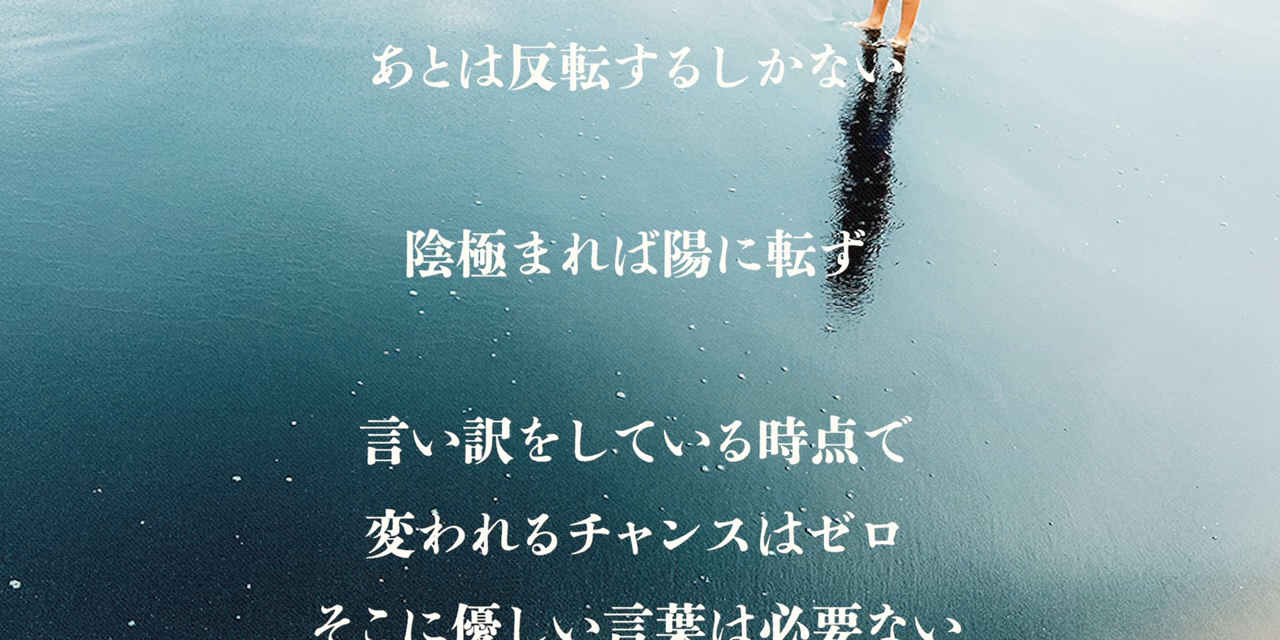 あとは反転するしかない
陰極まれば陽に転ず
言い訳をしている時点で
変われるチャンスはゼロ
そこに優しい言葉は必要ない